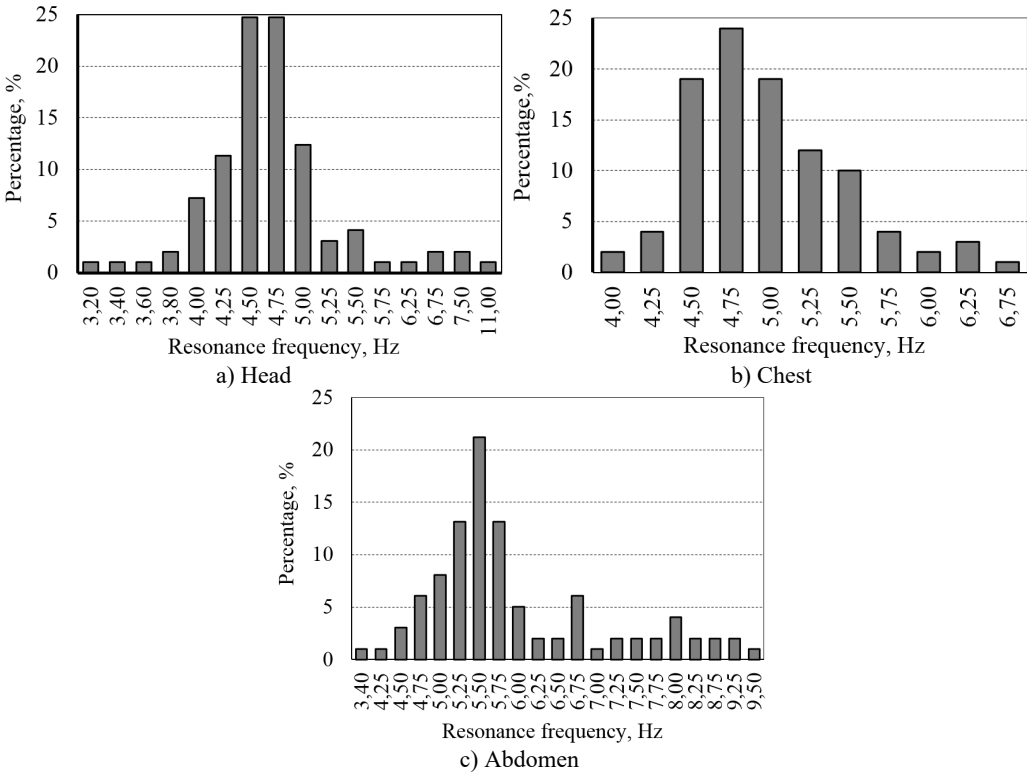 25
20
15
10
5
0
Percentage, %
3,20 3,40 3,60 3,80 4,00 4,25 4,50 4,75 5,00 5,25 5,50 5,75 6,25 6,75 7,50 11,00
Resonance frequency, Hz
a) Head
25
20
15
10
5
0
Percentage,%
4,00 4,25 4,50 4,75 5,00 5,25 5,50 5,75 6,00 6,25 6,75
Resonance frequency, Hz
b) Chest
25
20
15
10
5
0
Percentage, %
3,40 4,25 4,50 4,75 5,00 5,25 5,50 5,75 6,00 6,25 6,50 6,75 7,00 7,25 7,50 7,75 8,00 8,25 8,75 9,25 9,50
Resonance frequency, Hz
c) Abdomen